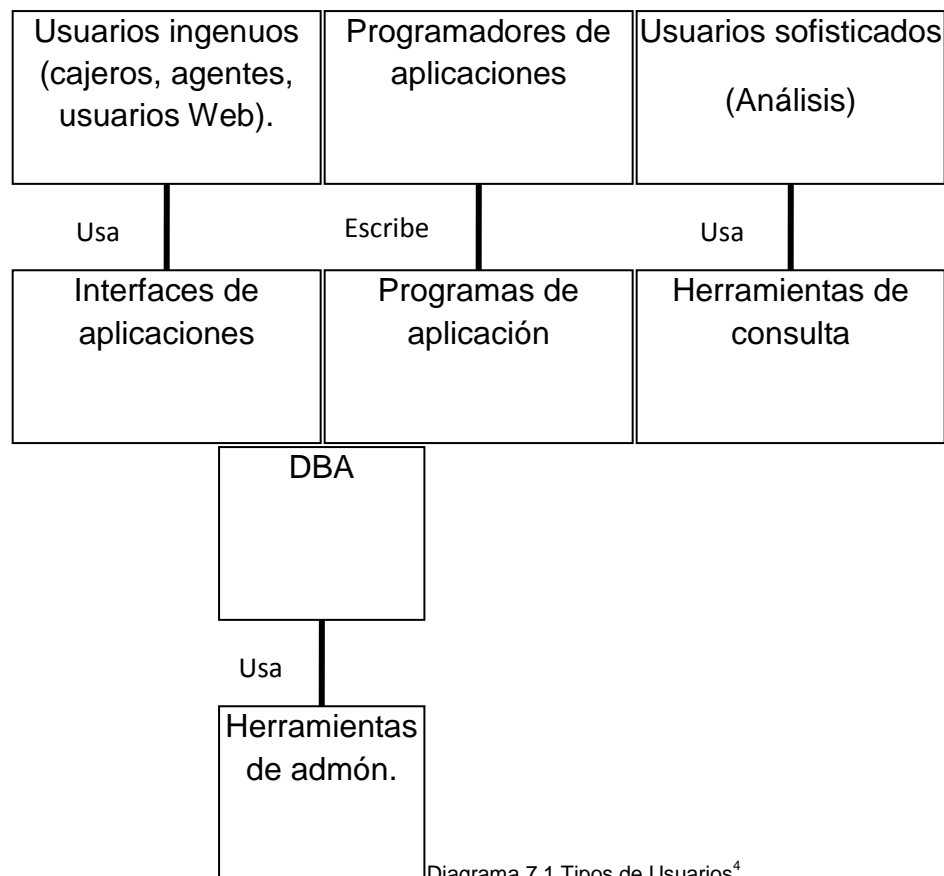 Usuarios ingenuos
(cajeros, agentes,
usuarios Web).
Programadores de
aplicaciones
Usuarios sofisticados
(Análisis)
Usa
Escribe
Usa
Interfaces de
aplicaciones
Programas de
aplicación
Herramientas de
consulta
DBA
Usa
Herramientas
de admón.
Diagrama 7.1 Tipos de Usuarios4